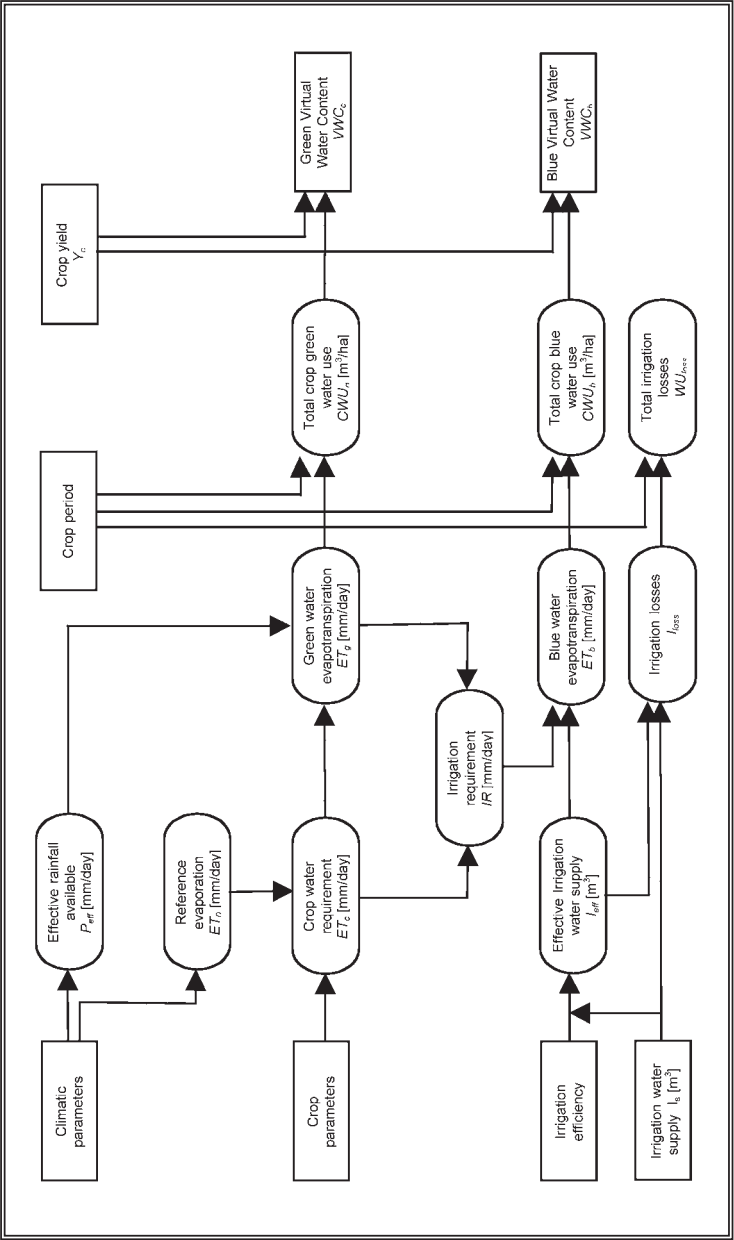 Climatic
parameters
Effective rainfall
available
P_eff [mm/day]
Reference
evaporation
ET_n [mm/day]
Crop
parameters
Crop water
requirement
ET_c [mm/day]
Green water
evapotranspiration
ET_g [mm/day]
Crop period
Total crop green
water use
CWU_n [m³/ha]
Crop yield
Y_c
Green Virtual
Water Content
VWC_c
Irrigation
requirement
IR [mm/day]
Irrigation
efficiency
Effective Irrigation
water supply
I_eff [m³]
Blue water
evapotranspiration
ET_b [mm/day]
Total crop blue
water use
CWU_b [m³/ha]
Blue Virtual Water
Content
VWC_b
Irrigation water
supply I_s [m³]
Irrigation losses
I_loss
Total irrigation
losses
WU_loss